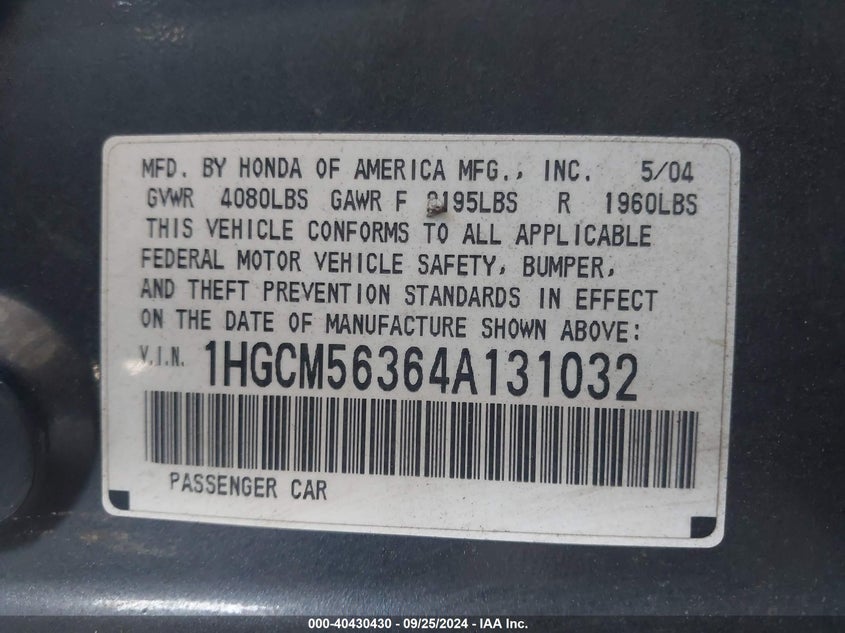 MFD. BY HONDA OF AMERICA MFG., INC. 5/04
GVWR 4080LBS GAWR F R 1960LBS
THIS VEHICLE CONFORMS TO ALL APPLICABLE
FEDERAL MOTOR VEHICLE SAFETY, BUMPER,
AND THEFT PREVENTION STANDARDS IN EFFECT
ON THE DATE OF MANUFACTURE SHOWN ABOVE:
V.I.N. 1HGCM56364A131032
PASSENGER CAR
000-40430430 - 09/25/2024 - IAA Inc.